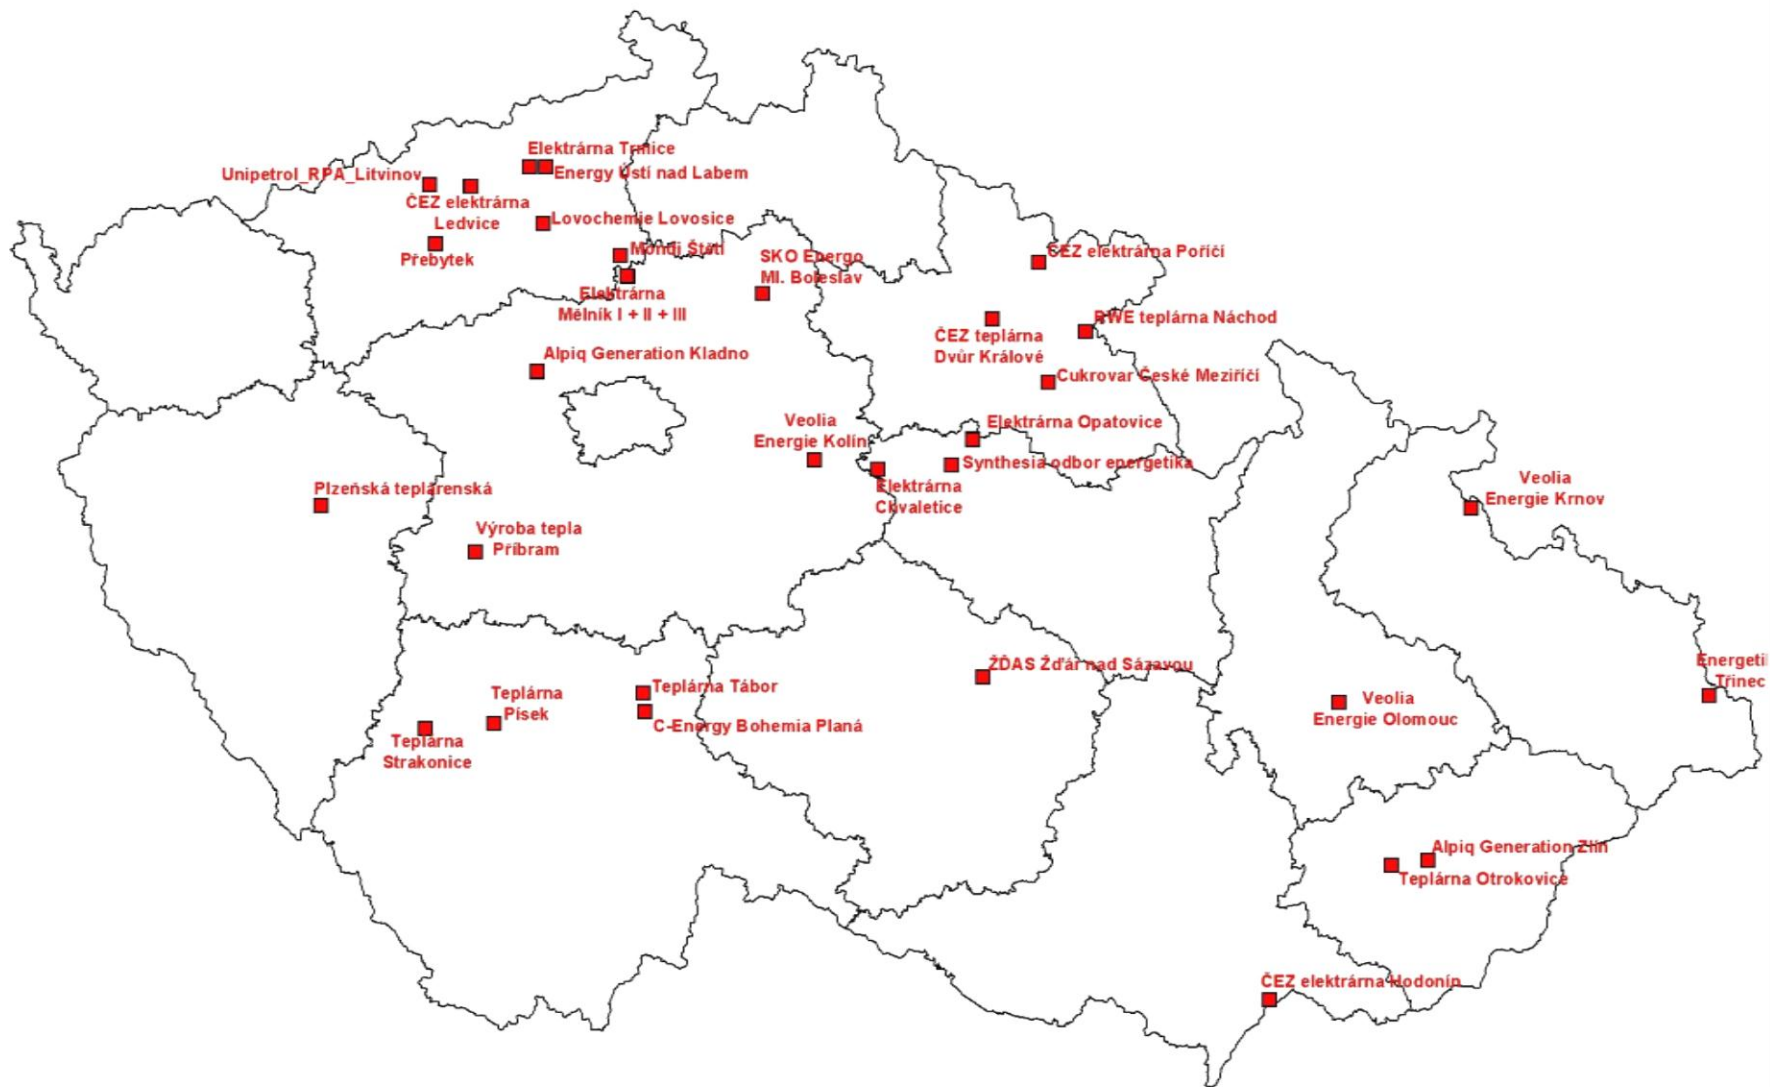 Elektrárna Trmice
Unipetrol_RPA_Litvínov
Energy Ústí nad Labem
ČEZ elektrárna
Ledvice
Lovochemie Lovosice
Přebytek
Mondi Štětí
SKO Energo
Ml. Boleslav
ČEZ elektrárna Poříčí
Elektrárna
Mělník I + II + III
RWE teplárna Náchod
ČEZ teplárna
Dvůr Králové
Alpiq Generation Kladno
Cukrovar České Meziříčí
Veolia
Energie Kolín
Elektrárna Opatovice
Synthesia odbor energetika
Elektrárna
Chvaletice
Plzeňská teplárenská
Veolia
Energie Krnov
Výroba tepla
Příbram
ŽĎAS Žďár nad Sázavou
Energeti
Třinec
Teplárna Tábor
Teplárna
Písek
Veolia
Energie Olomouc
C-Energy Bohemia Planá
Teplárna
Strakonice
Alpiq Generation Zlín
Teplárna Otrokovice
ČEZ elektrárna Hodonín